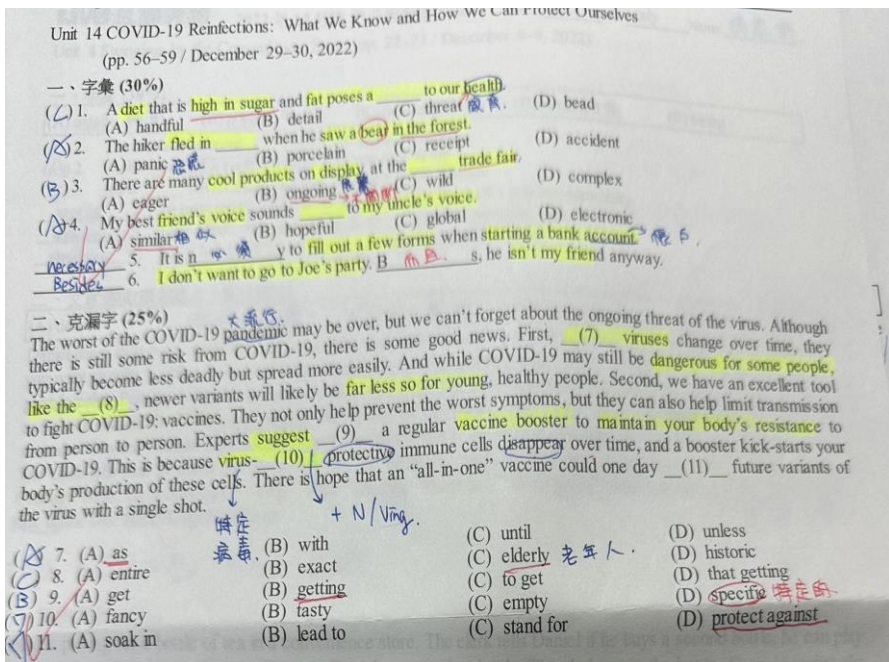 Unit 14 COVID-19 Reinfections: What We Know and How We Can Protect Ourselves
(pp. 56–59 / December 29–30, 2022)
一、字彙 (30%)
(C) 1. A diet that is high in sugar and fat poses a ____ to our health.
(A) handful (B) detail (C) threat 威脅. (D) bead
(A) 2. The hiker fled in ____ when he saw a bear in the forest.
(A) panic 恐慌 (B) porcelain (C) receipt (D) accident
(B) 3. There are many cool products on display at the ____ trade fair.
(A) eager (B) ongoing (C) wild (D) complex
(A) 4. My best friend's voice sounds ____ to my uncle's voice.
(A) similar 相似 (B) hopeful (C) global (D) electronic
necessary 5. It is n 必須 y to fill out a few forms when starting a bank account. → 帳戶.
Besides 6. I don't want to go to Joe's party. B 而且. s, he isn't my friend anyway.
二、克漏字 (25%) 大流行.
The worst of the COVID-19 pandemic may be over, but we can't forget about the ongoing threat of the virus. Although
there is still some risk from COVID-19, there is some good news. First, __(7)__ viruses change over time, they
typically become less deadly but spread more easily. And while COVID-19 may still be dangerous for some people,
like the __(8)__, newer variants will likely be far less so for young, healthy people. Second, we have an excellent tool
to fight COVID-19: vaccines. They not only help prevent the worst symptoms, but they can also help limit transmission
from person to person. Experts suggest __(9)__ a regular vaccine booster to maintain your body's resistance to
COVID-19. This is because virus-__(10)__ protective immune cells disappear over time, and a booster kick-starts your
body's production of these cells. There is hope that an "all-in-one" vaccine could one day __(11)__ future variants of
the virus with a single shot.
特定病毒. + N/Ving.
(A) 7. (A) as (B) with (C) until (D) unless
(C) 8. (A) entire (B) exact (C) elderly 老年人. (D) historic
(B) 9. (A) get (B) getting (C) to get (D) that getting
10. (A) fancy (B) tasty (C) empty (D) specific 特定的
11. (A) soak in (B) lead to (C) stand for (D) protect against